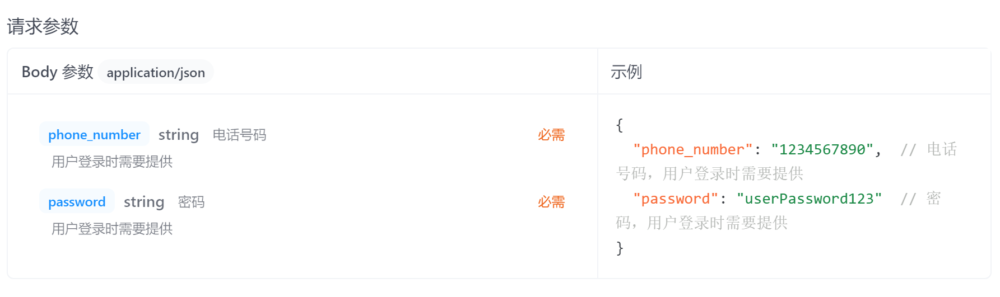 请求参数
Body 参数 application/json
示例
phone_number string 电话号码 必需
用户登录时需要提供
password string 密码 必需
用户登录时需要提供
{
"phone_number": "1234567890", // 电话
号码，用户登录时需要提供
"password": "userPassword123" // 密
码，用户登录时需要提供
}